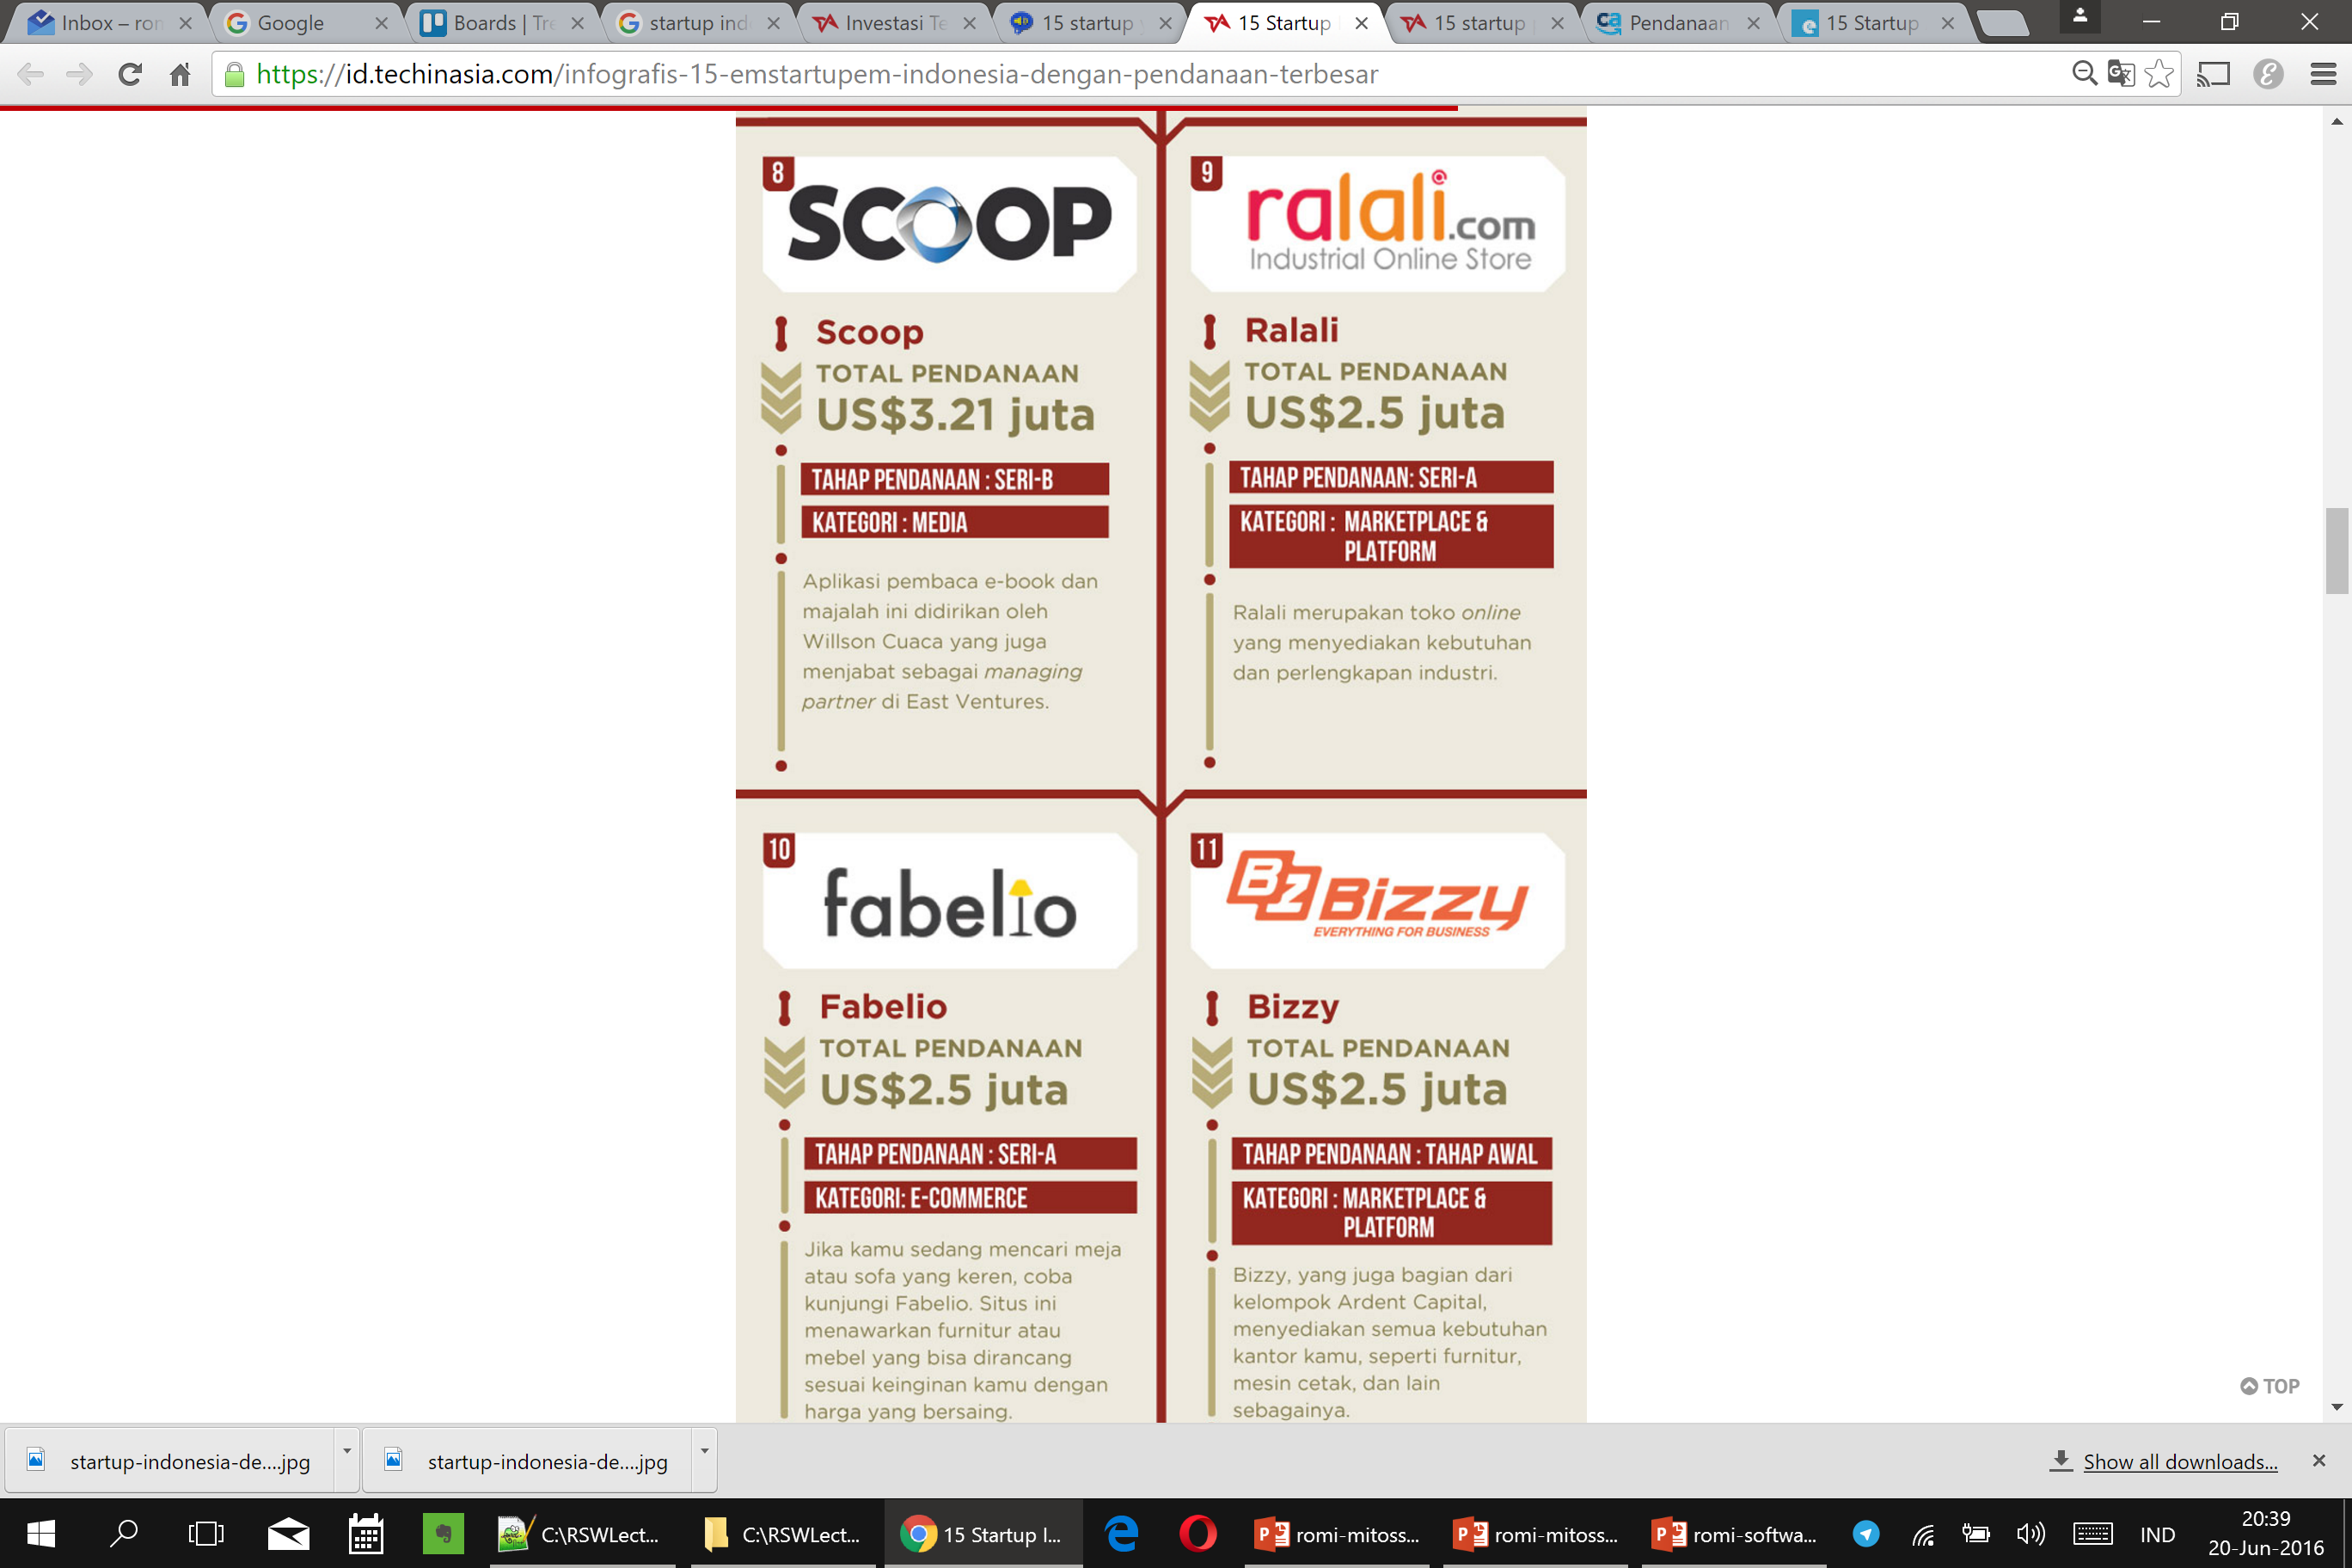 Inbox – ror
Google
Boards | Tre
startup ind
Investasi Te
15 startup y
15 Startup
15 startup
Pendanaan
15 Startup
https://id.techinasia.com/infografis-15-emstartupem-indonesia-dengan-pendanaan-terbesar
8
SCOOP
Scoop
TOTAL PENDANAAN
US$3.21 juta
TAHAP PENDANAAN : SERI-B
KATEGORI : MEDIA
Aplikasi pembaca e-book dan
majalah ini didirikan oleh
Willson Cuaca yang juga
menjabat sebagai managing
partner di East Ventures.
9
ralali.com
Industrial Online Store
Ralali
TOTAL PENDANAAN
US$2.5 juta
TAHAP PENDANAAN: SERI-A
KATEGORI : MARKETPLACE &
PLATFORM
Ralali merupakan toko online
yang menyediakan kebutuhan
dan perlengkapan industri.
10
fabelio
Fabelio
TOTAL PENDANAAN
US$2.5 juta
TAHAP PENDANAAN : SERI-A
KATEGORI: E-COMMERCE
Jika kamu sedang mencari meja
atau sofa yang keren, coba
kunjungi Fabelio. Situs ini
menawarkan furnitur atau
mebel yang bisa dirancang
sesuai keinginan kamu dengan
harga yang bersaing.
11
BZ Bizzy
EVERYTHING FOR BUSINESS
Bizzy
TOTAL PENDANAAN
US$2.5 juta
TAHAP PENDANAAN : TAHAP AWAL
KATEGORI : MARKETPLACE &
PLATFORM
Bizzy, yang juga bagian dari
kelompok Ardent Capital,
menyediakan semua kebutuhan
kantor kamu, seperti furnitur,
mesin cetak, dan lain
sebagainya.
TOP
startup-indonesia-de....jpg
startup-indonesia-de....jpg
Show all downloads...
C:\RSWLect...
C:\RSWLect...
15 Startup I...
romi-mitoss...
romi-mitoss...
romi-softwa...
IND
20:39
20-Jun-2016